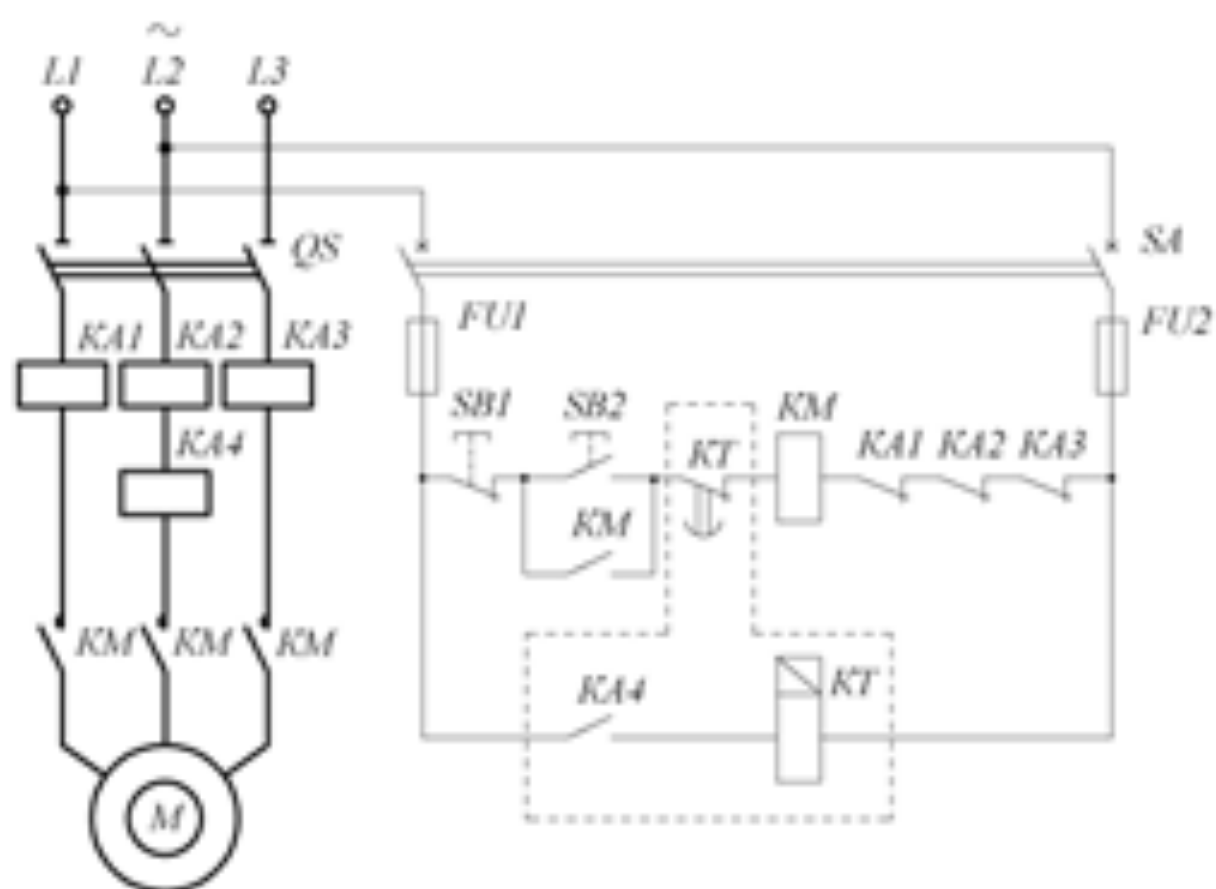 ~
L1 L2 L3
QS SA
FU1 FU2
KA1 KA2 KA3
SB1 SB2 KM
KA4 KT KA1 KA2 KA3
KM
KM KM KM
KA4 KT
M